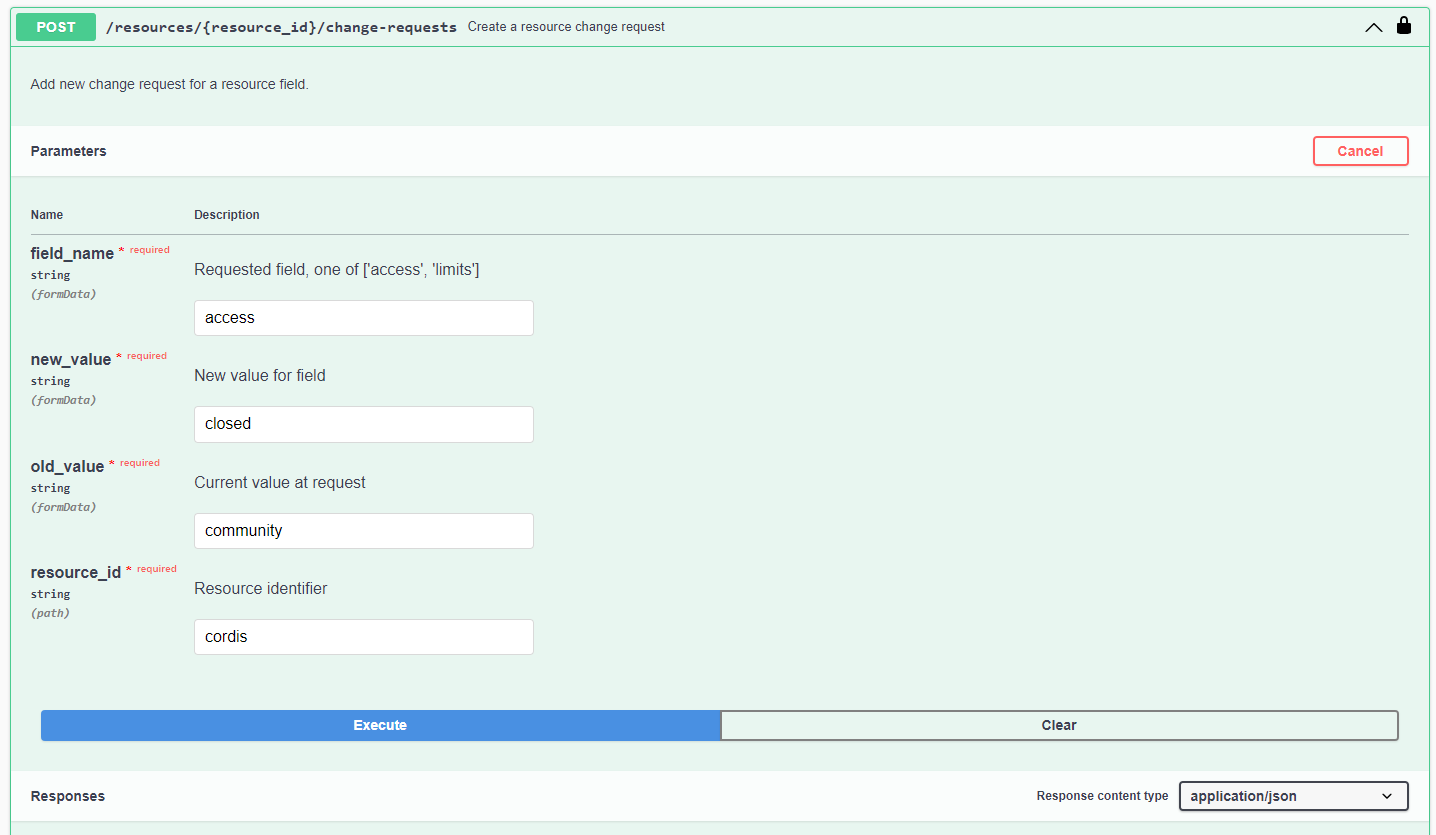 POST /resources/{resource_id}/change-requests Create a resource change request
Add new change request for a resource field.
Parameters Cancel
Name Description
field_name * required
string
(formData)
Requested field, one of ['access', 'limits']
access
new_value * required
string
(formData)
New value for field
closed
old_value * required
string
(formData)
Current value at request
community
resource_id * required
string
(path)
Resource identifier
cordis
Execute Clear
Responses Response content type application/json